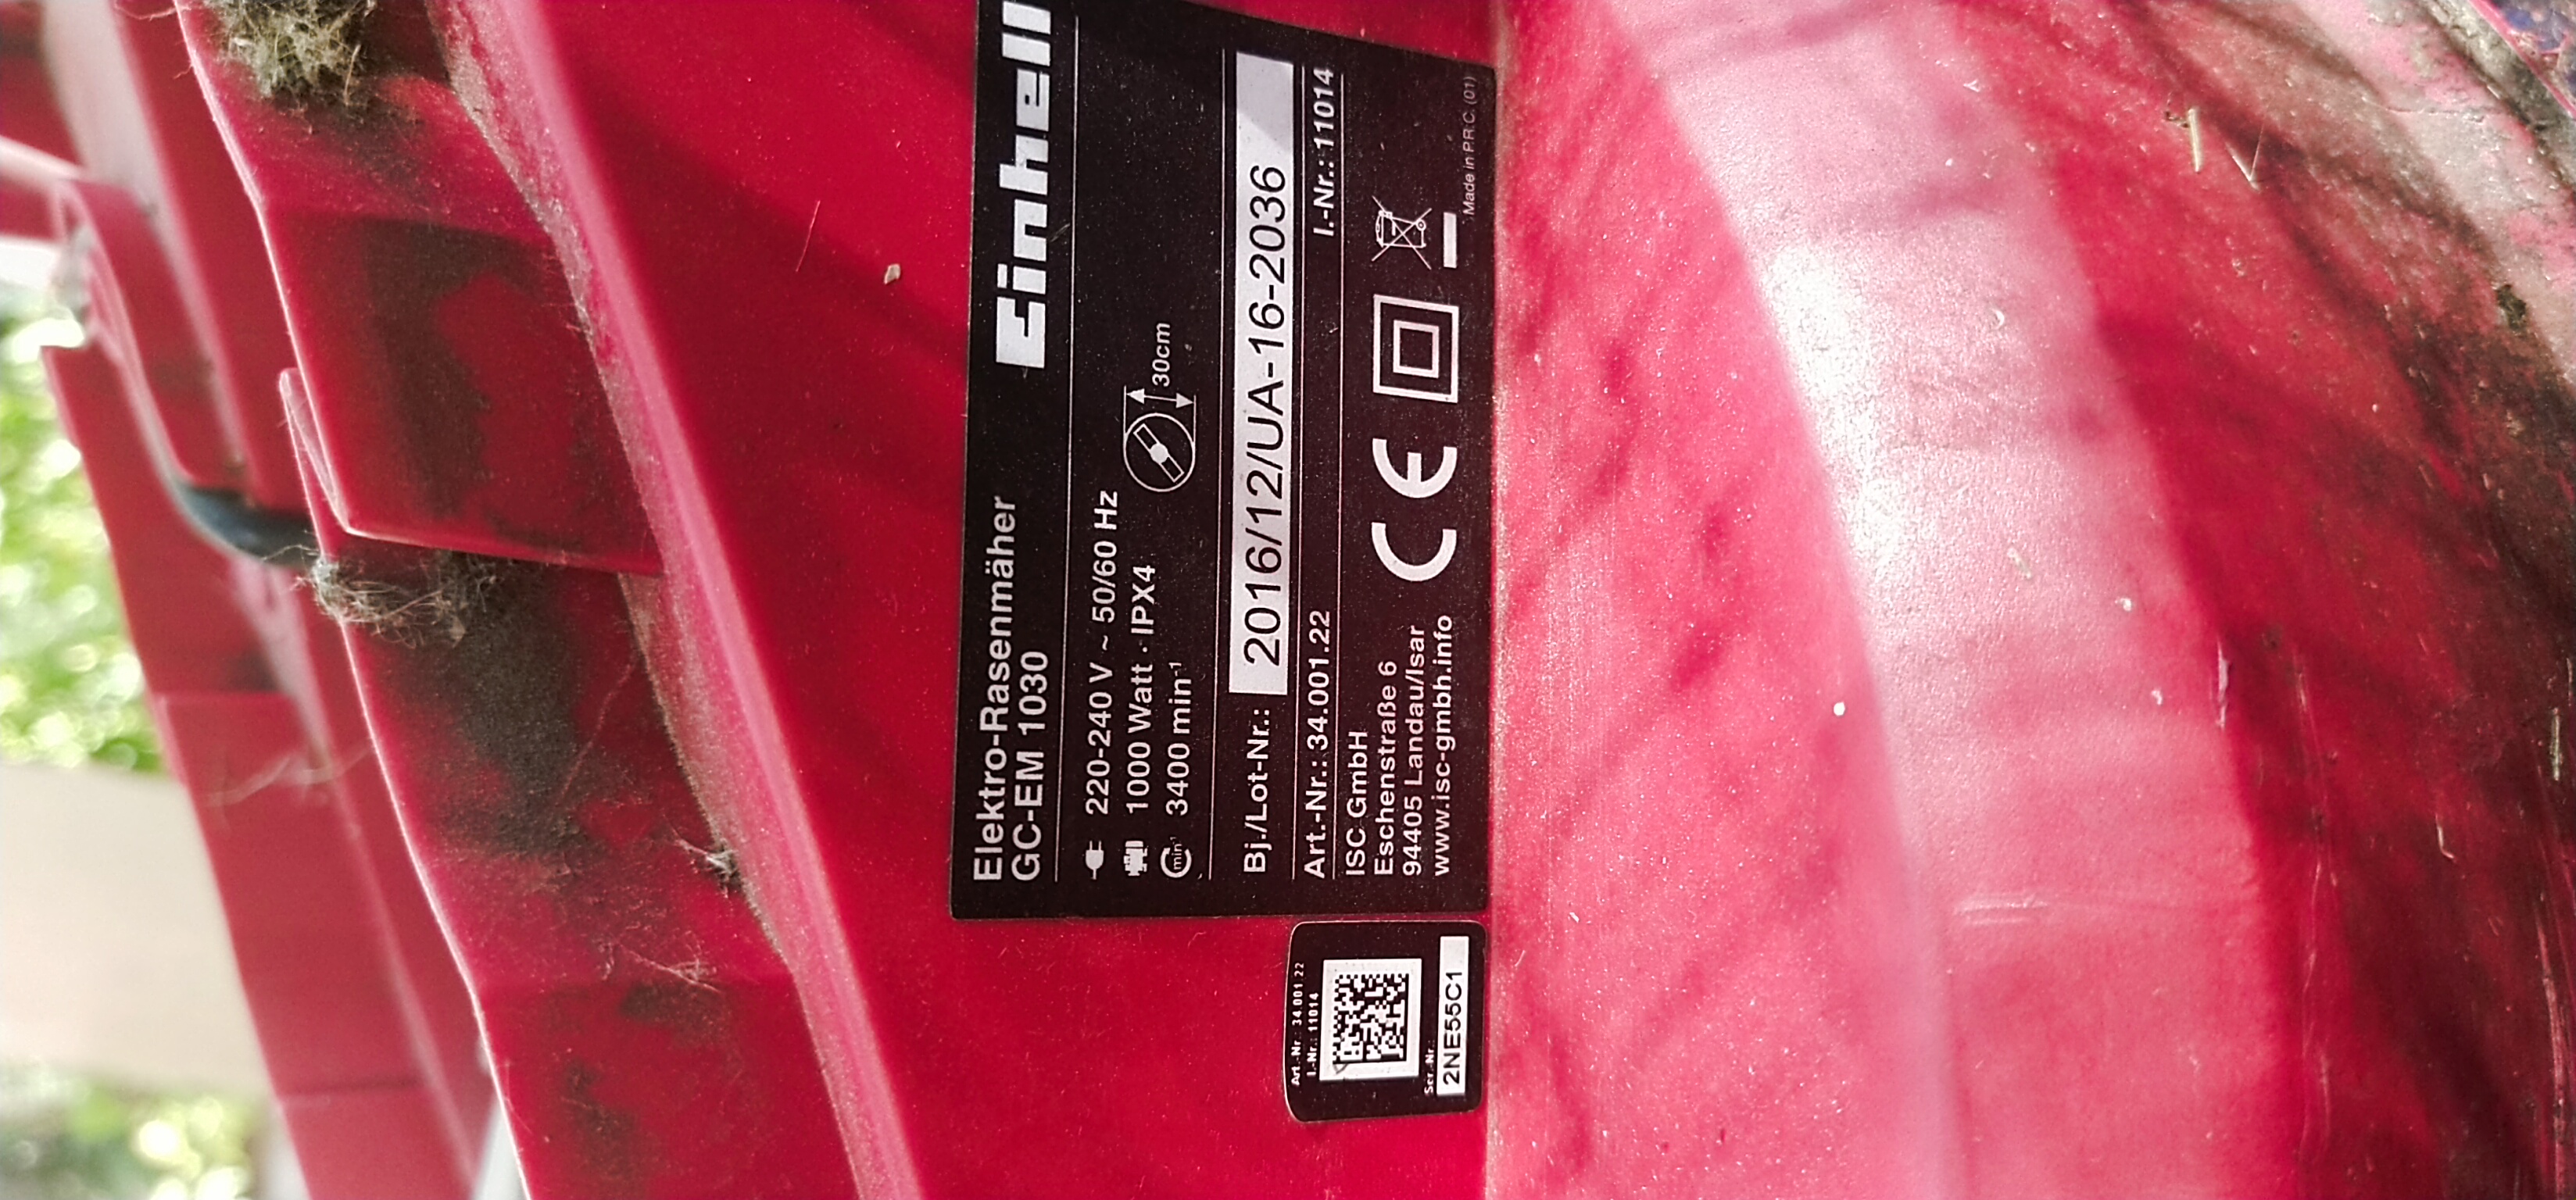 Einhell
Elektro-Rasenmäher
GC-EM 1030
220-240 V ~ 50/60 Hz
1000 Watt · IPX4
3400 min⁻¹
min⁻¹
30cm
Bj./Lot-Nr.: 2016/12/UA-16-2036
Art.-Nr.: 34.001.22 I.-Nr.: 11014
ISC GmbH
Eschenstraße 6
94405 Landau/Isar
www.isc-gmbh.info
CE
Made in P.R.C. (01)
Art.-Nr.: 34.001.22
I.-Nr.: 11014
Ser.-Nr.:
2NE55C1